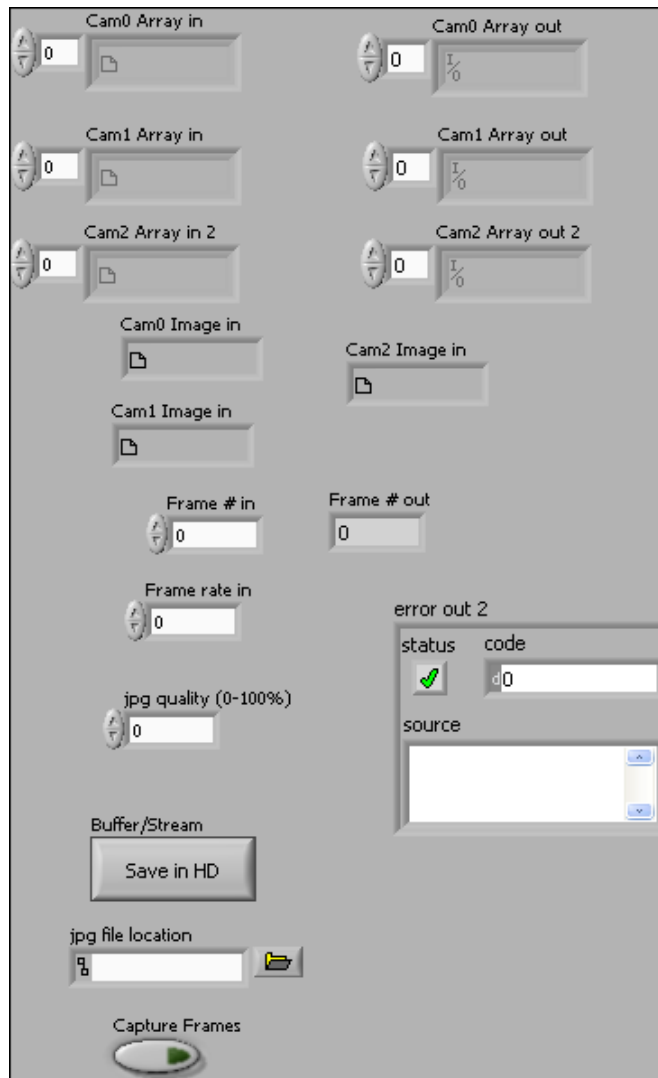 Cam0 Array in
0
Cam0 Array out
0
I/O
Cam1 Array in
0
Cam1 Array out
0
I/O
Cam2 Array in 2
0
Cam2 Array out 2
0
I/O
Cam0 Image in
Cam2 Image in
Cam1 Image in
Frame # in
0
Frame # out
0
Frame rate in
0
error out 2
status
code
d0
jpg quality (0-100%)
0
source
Buffer/Stream
Save in HD
jpg file location
Capture Frames